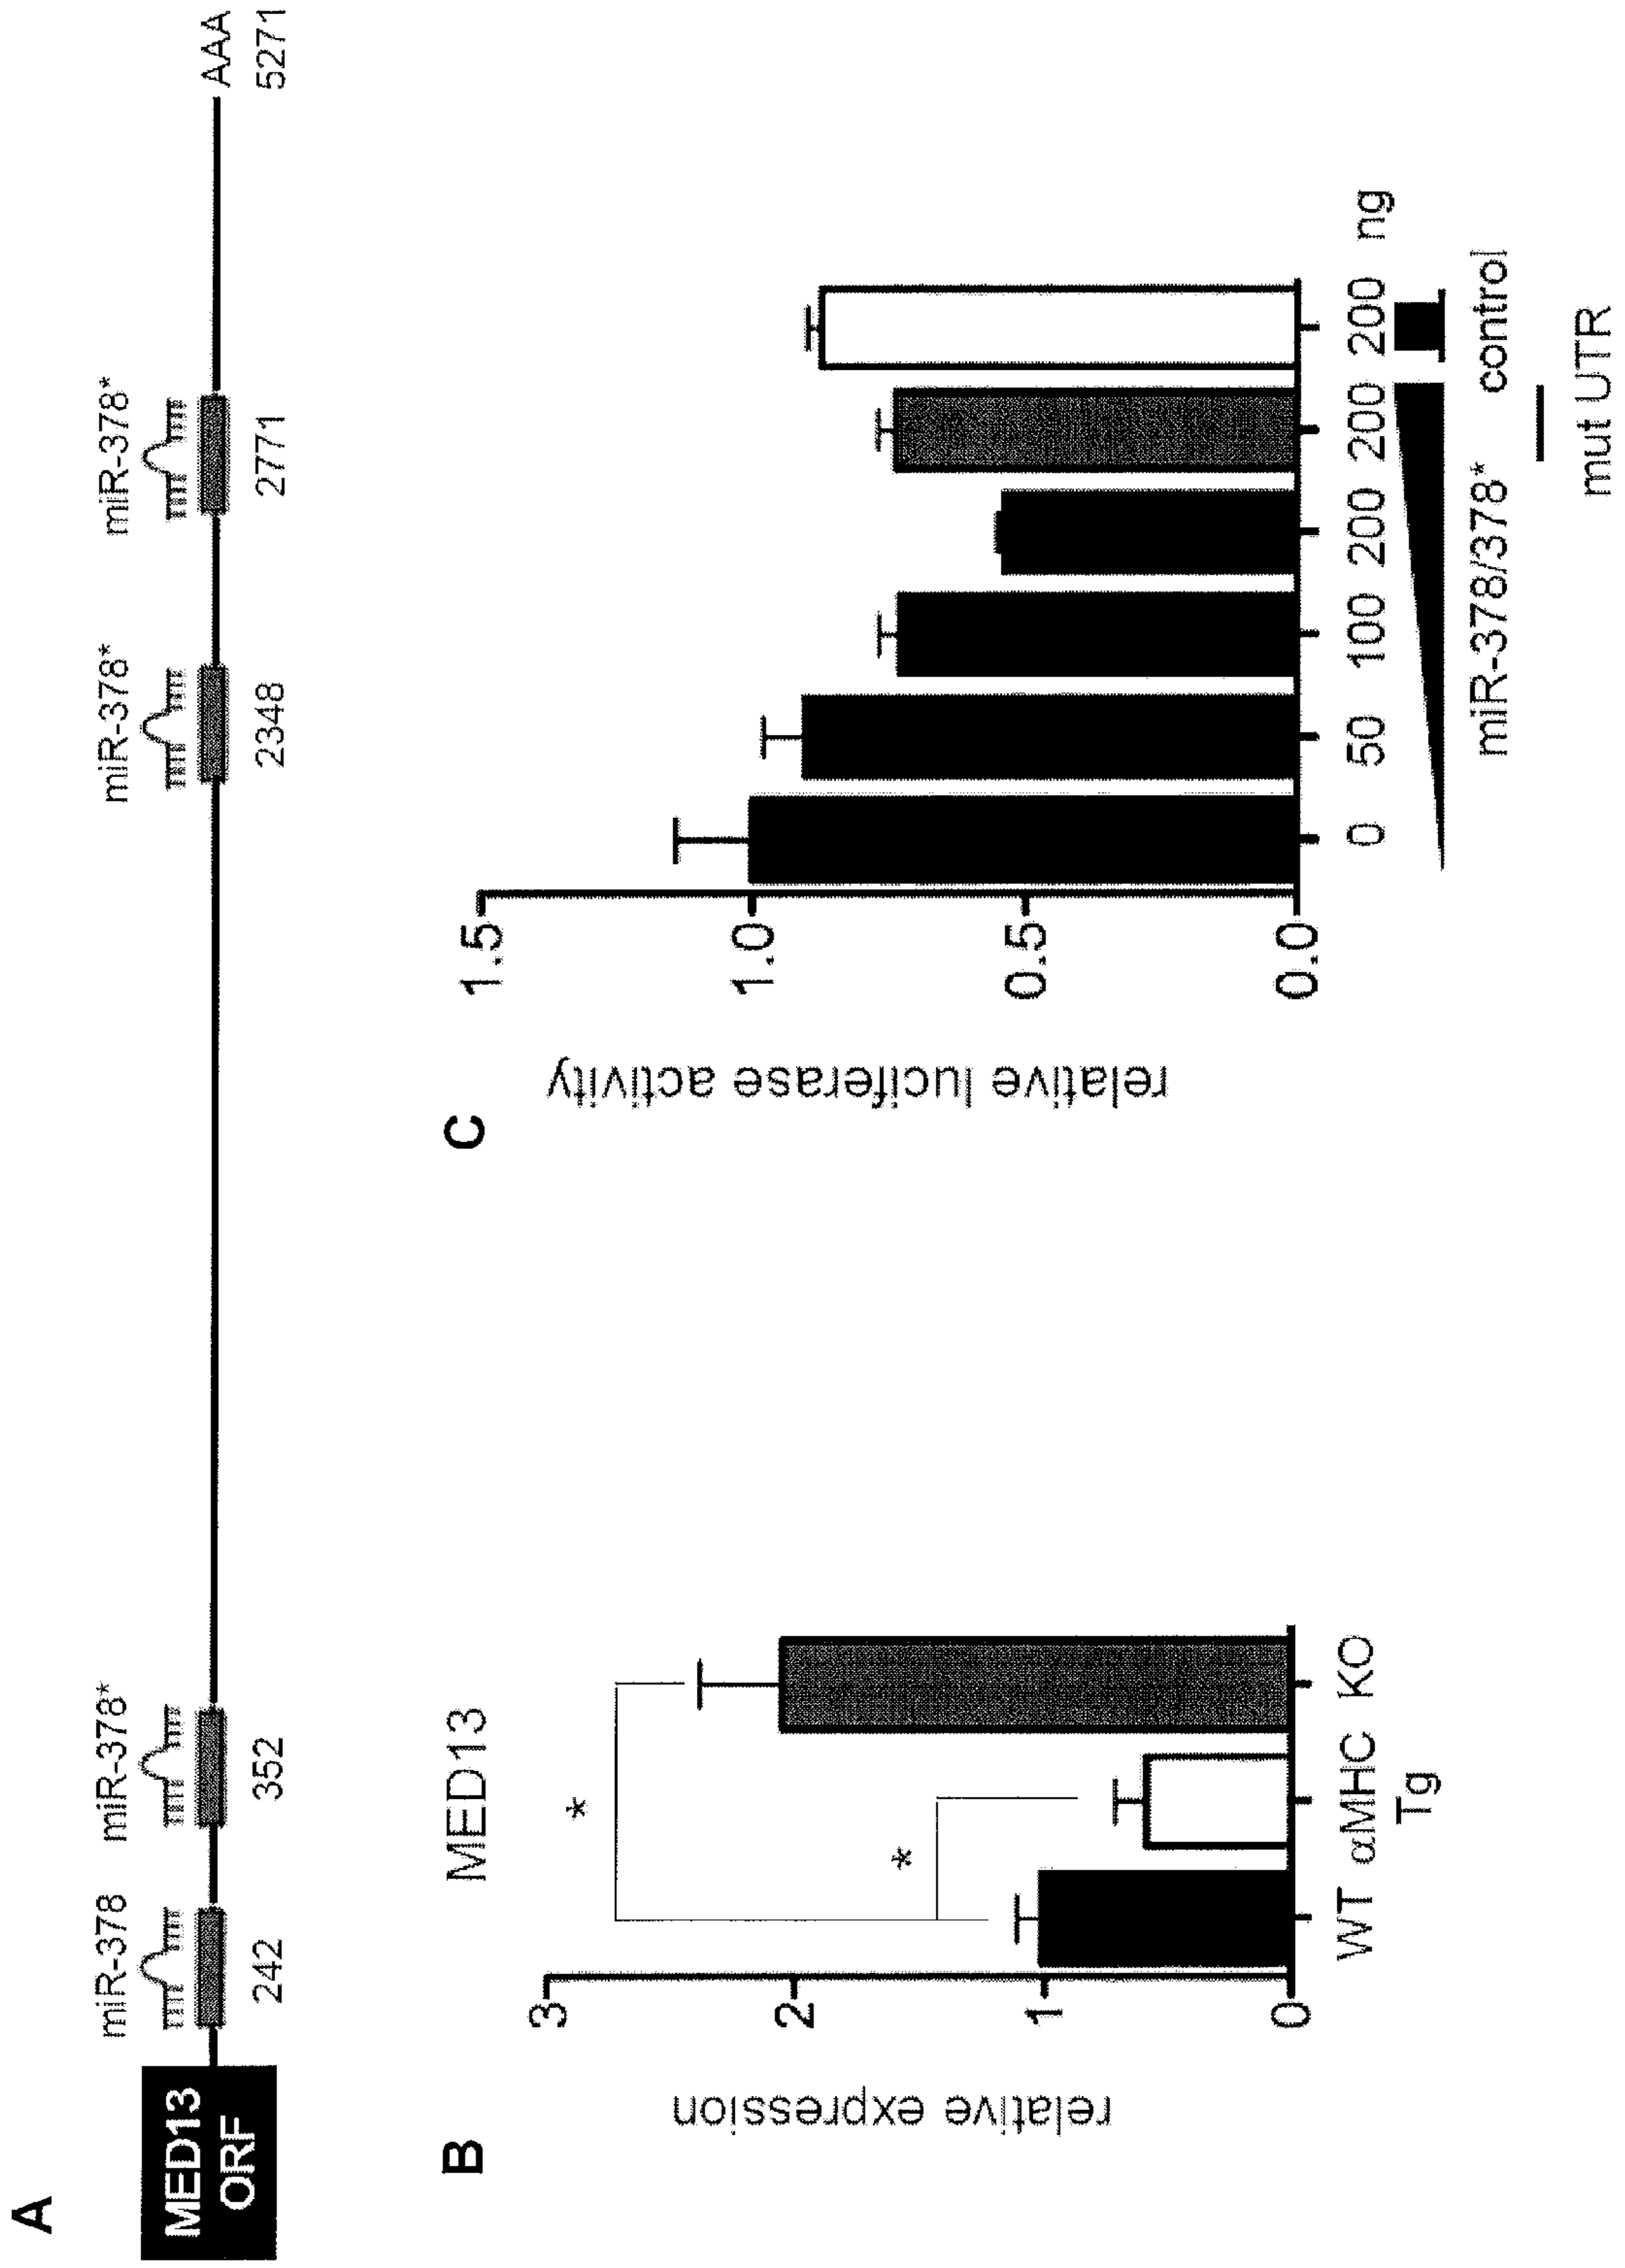 A
miR-378 miR-378* miR-378* miR-378*
MED13
ORF
AAA
242 352 2348 2771 5271
B
MED13
relative expression
3
2
1
0
*
*
WT αMHC KO
Tg
C
relative luciferase activity
1.5
1.0
0.5
0.0
0 50 100 200 200 200 ng
miR-378/378* control
mut UTR